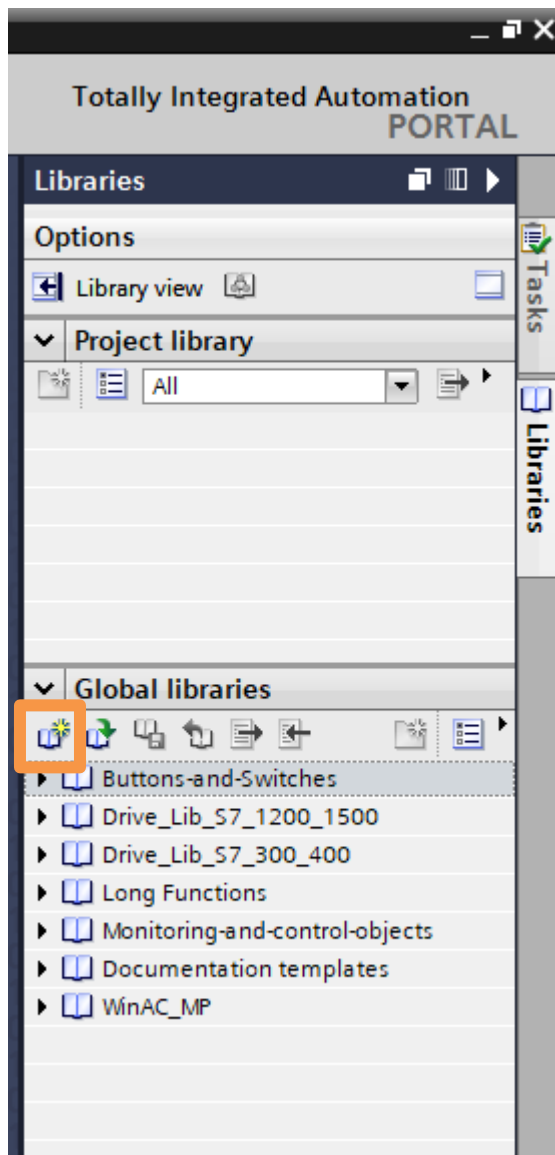 Totally Integrated Automation
PORTAL
Libraries
Options
Library view
Project library
All
Global libraries
Buttons-and-Switches
Drive_Lib_S7_1200_1500
Drive_Lib_S7_300_400
Long Functions
Monitoring-and-control-objects
Documentation templates
WinAC_MP
Tasks
Libraries